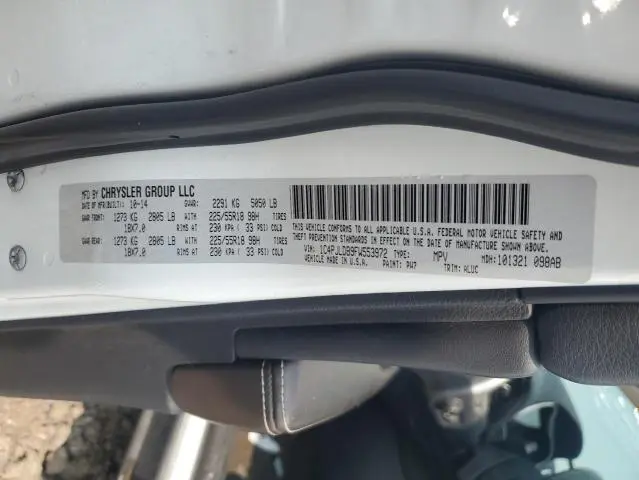 MFD BY CHRYSLER GROUP LLC
DATE OF MFR(BUILT): 10-14 GVWR: 2291 KG 5050 LB
GAWR FRONT: 1273 KG 2805 LB WITH 225/55R18 98H TIRES
18X7.0 RIMS AT 230 KPA ( 33 PSI) COLD
GAWR REAR: 1273 KG 2805 LB WITH 225/55R18 98H TIRES
18X7.0 RIMS AT 230 KPA ( 33 PSI) COLD
THIS VEHICLE CONFORMS TO ALL APPLICABLE U.S.A. FEDERAL MOTOR VEHICLE SAFETY AND
THEFT PREVENTION STANDARDS IN EFFECT ON THE DATE OF MANUFACTURE SHOWN ABOVE.
VIN: 1C4PJLDB9FW553972 TYPE: MPV MDH:101321 098AB
MADE IN U.S.A. PAINT: PW7 TRIM: ALUC